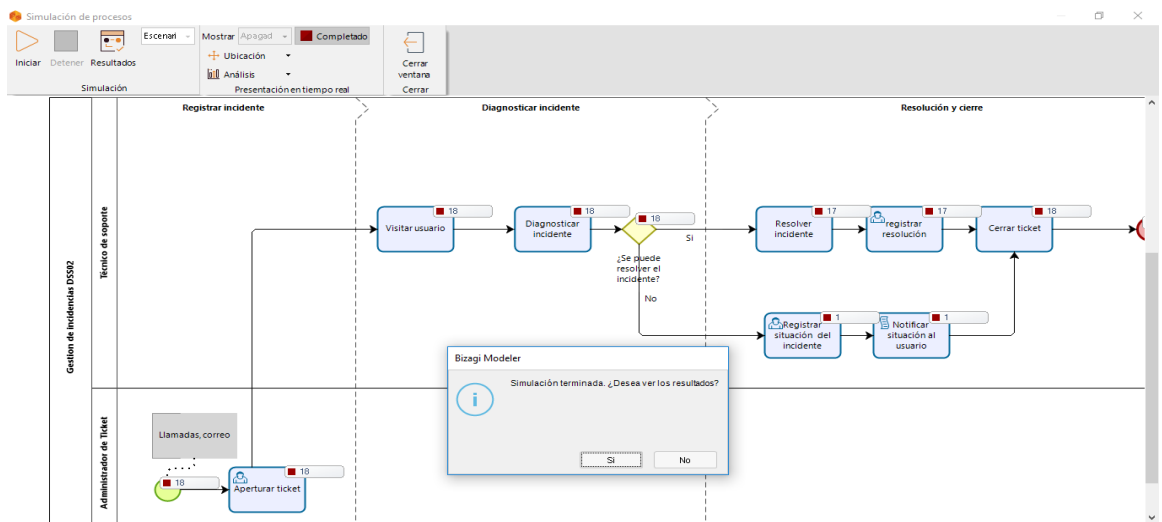 Simulación de procesos
Iniciar
Detener
Resultados
Escenari
Simulación
Mostrar Apagad
Completado
Ubicación
Análisis
Presentación en tiempo real
Cerrar
ventana
Cerrar
Registrar incidente
Diagnosticar incidente
Resolución y cierre
Gestion de incidencias DSS02
Técnico de soporte
18
Visitar usuario
18
Diagnosticar
incidente
18
Si
¿Se puede
resolver el
incidente?
No
17
Resolver
incidente
17
registrar
resolución
18
Cerrar ticket
1
Registrar
situación del
incidente
1
Notificar
situación al
usuario
Bizagi Modeler
Simulación terminada. ¿Desea ver los resultados?
Si
No
Administrador de Ticket
Llamadas, correo
18
18
Aperturar ticket